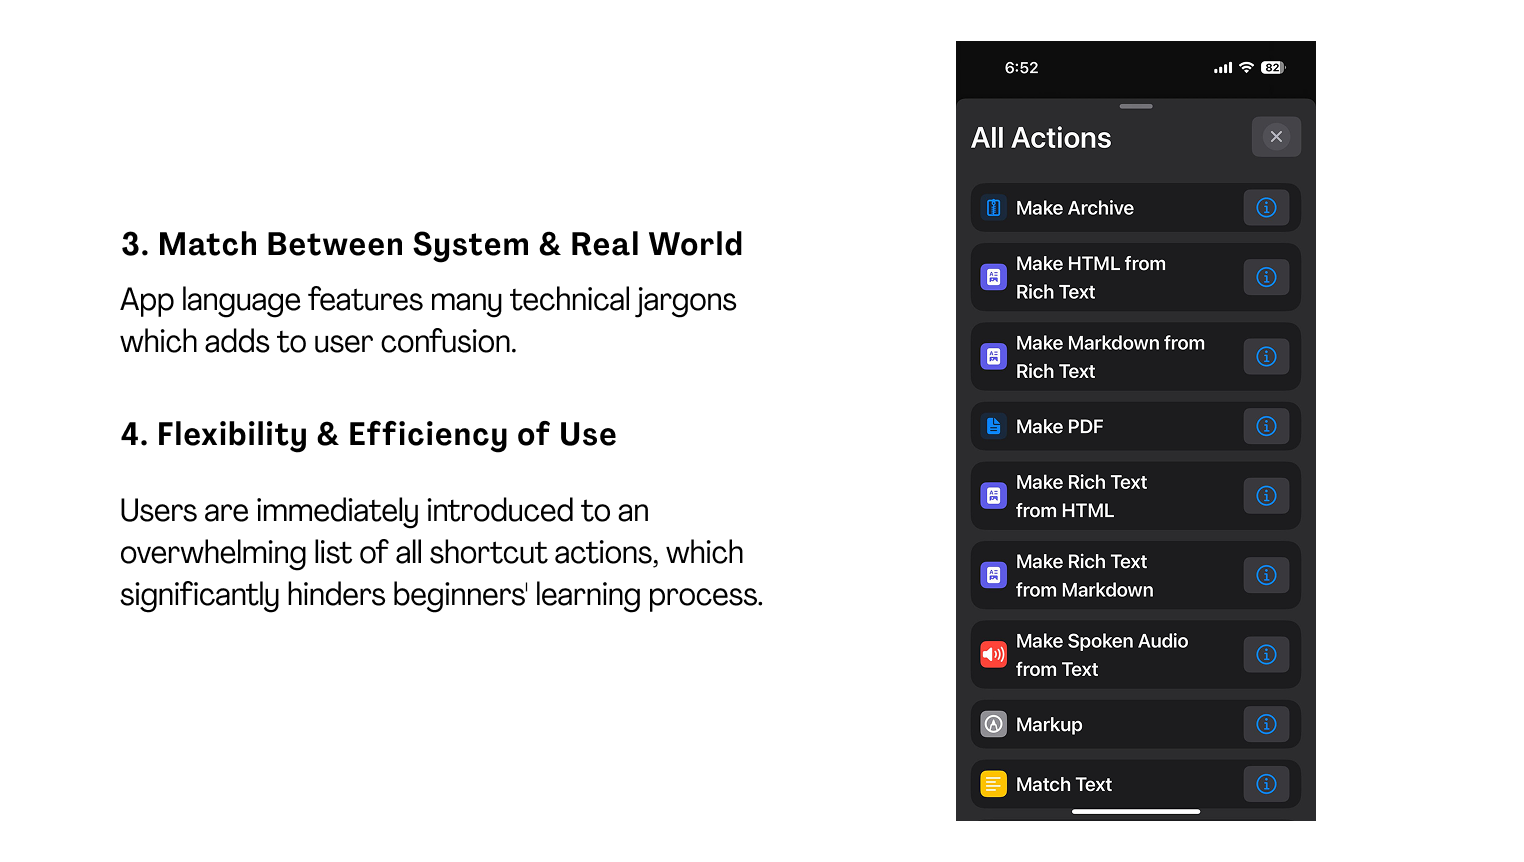 3. Match Between System & Real World
App language features many technical jargons
which adds to user confusion.
4. Flexibility & Efficiency of Use
Users are immediately introduced to an
overwhelming list of all shortcut actions, which
significantly hinders beginners' learning process.
6:52
82
All Actions
Make Archive
Make HTML from
Rich Text
Make Markdown from
Rich Text
Make PDF
Make Rich Text
from HTML
Make Rich Text
from Markdown
Make Spoken Audio
from Text
Markup
Match Text